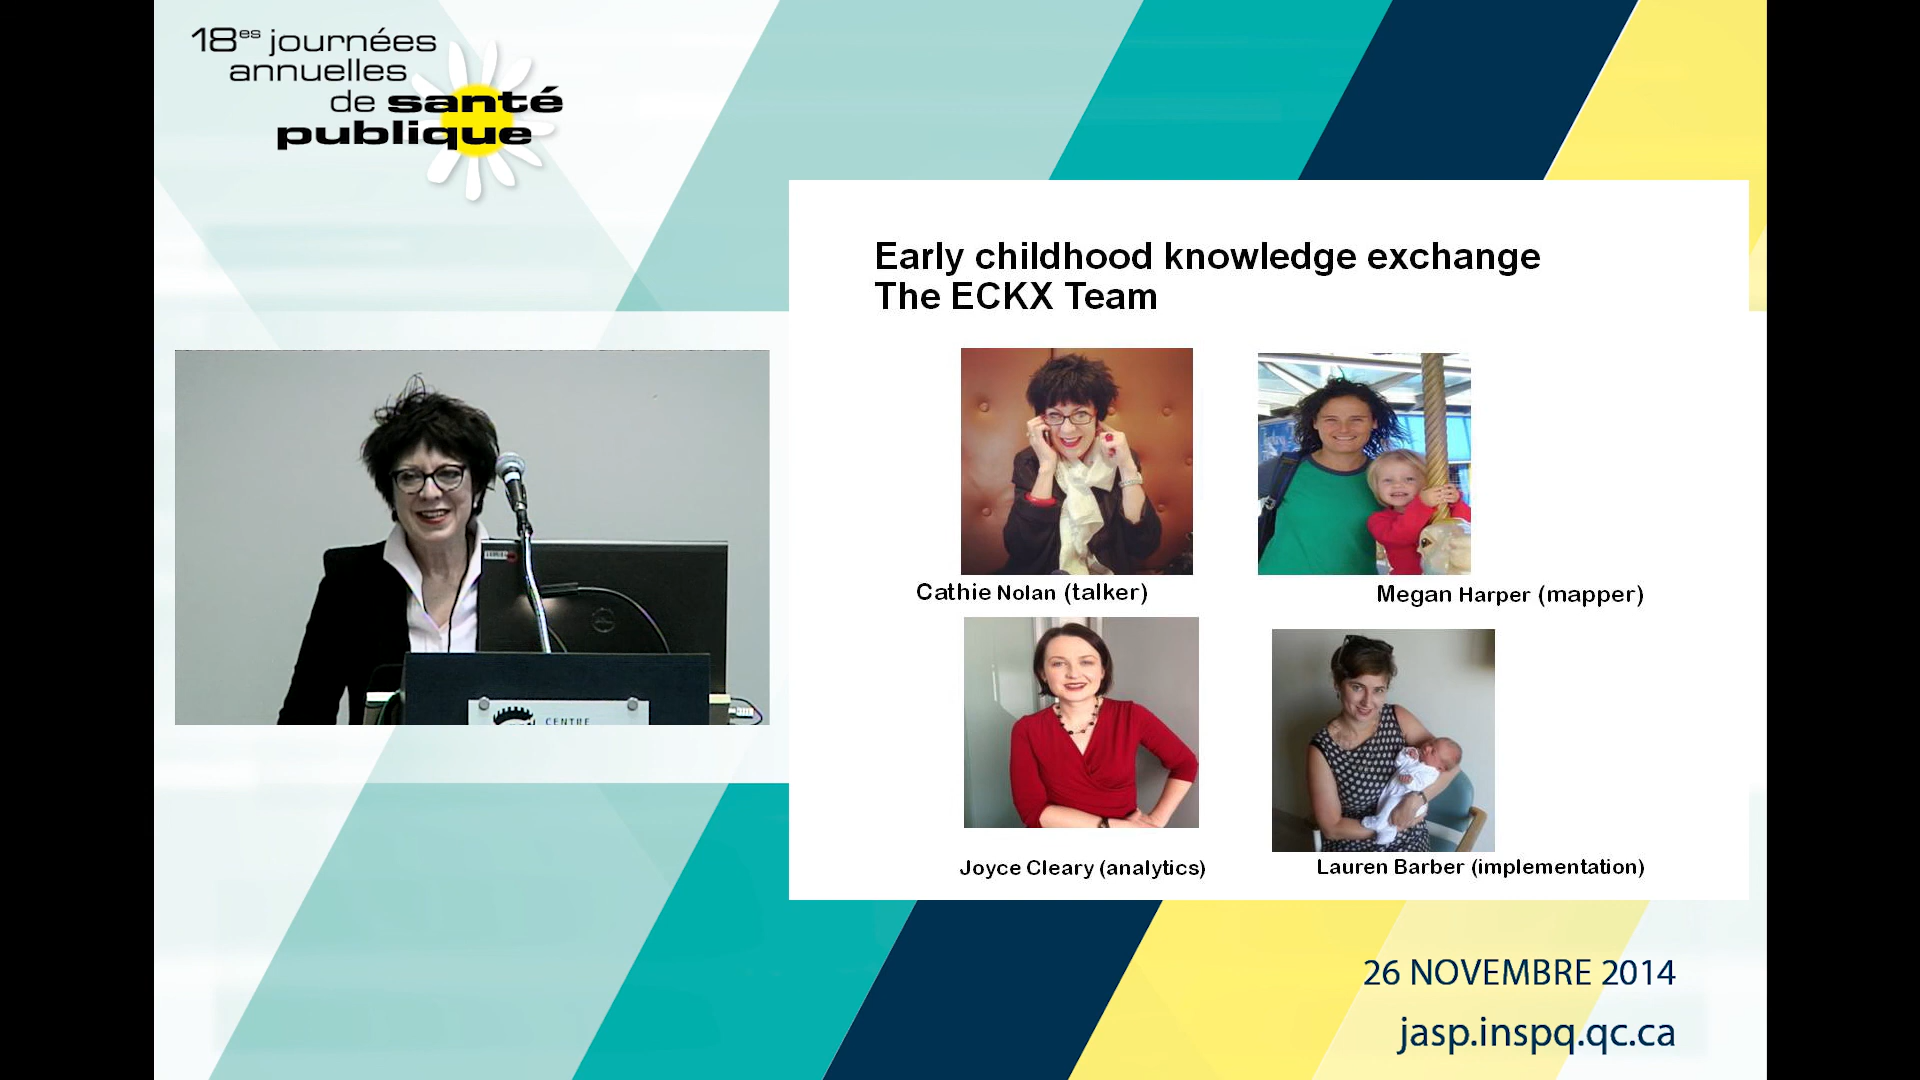 18es journées
annuelles
de santé
publique
Early childhood knowledge exchange
The ECKX Team
Cathie Nolan (talker)
Megan Harper (mapper)
Joyce Cleary (analytics)
Lauren Barber (implementation)
CENTRE
26 NOVEMBRE 2014
jasp.inspq.qc.ca